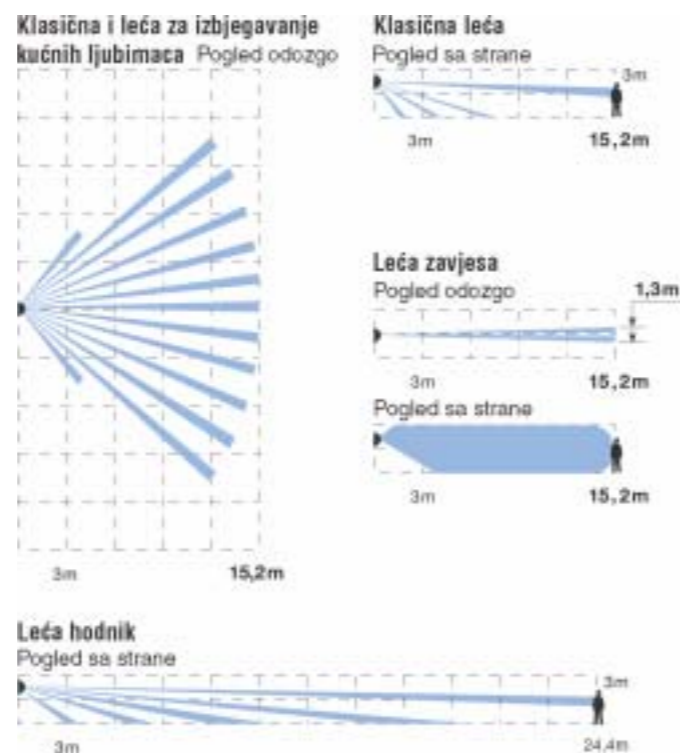 Klasična i leća za izbjegavanje
kućnih ljubimaca Pogled odozgo
3m
15,2m
Klasična leća
Pogled sa strane
3m
3m
15,2m
Leća zavjesa
Pogled odozgo
1,3m
3m
15,2m
Pogled sa strane
3m
15,2m
Leća hodnik
Pogled sa strane
3m
3m
24,4m